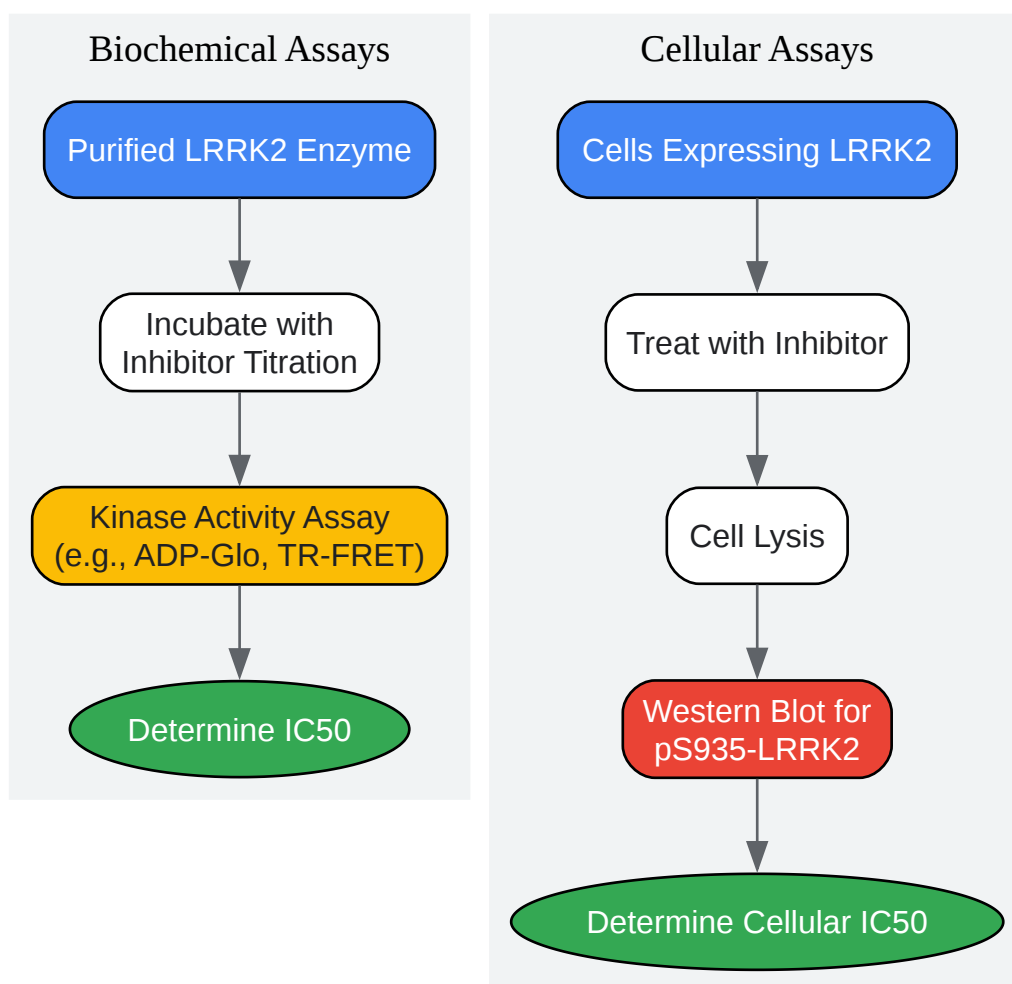 Biochemical Assays
Purified LRRK2 Enzyme
Incubate with
Inhibitor Titration
Kinase Activity Assay
(e.g., ADP-Glo, TR-FRET)
Determine IC50
Cellular Assays
Cells Expressing LRRK2
Treat with Inhibitor
Cell Lysis
Western Blot for
pS935-LRRK2
Determine Cellular IC50